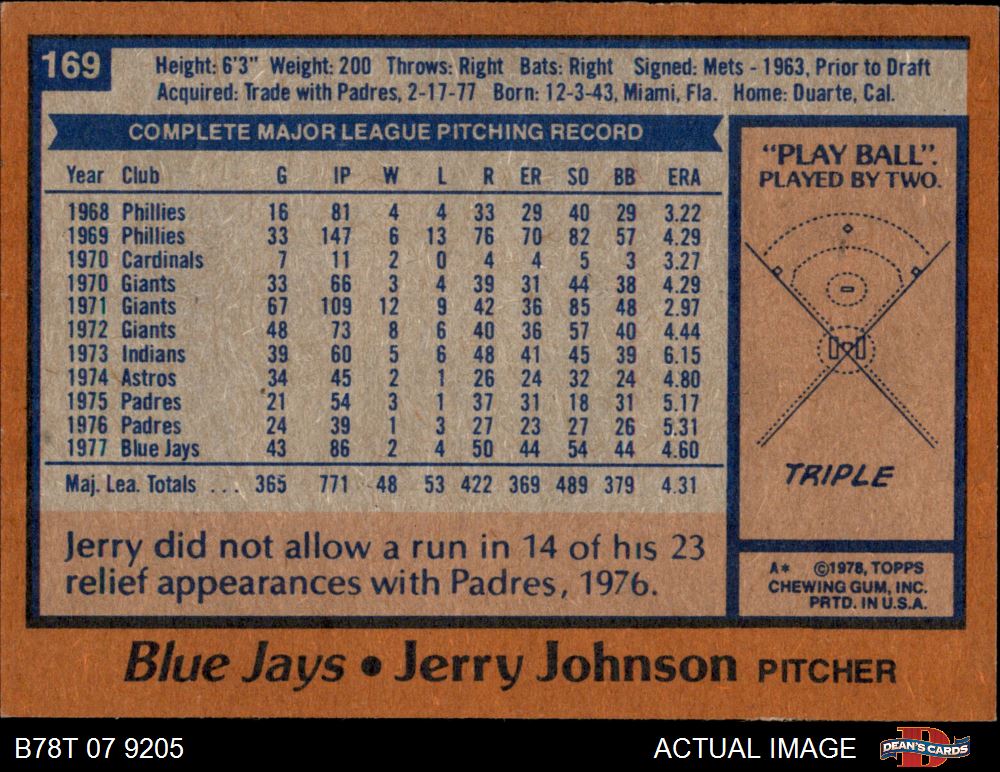 169
Height: 6'3" Weight: 200 Throws: Right Bats: Right Signed: Mets - 1963, Prior to Draft
Acquired: Trade with Padres, 2-17-77 Born: 12-3-43, Miami, Fla. Home: Duarte, Cal.
COMPLETE MAJOR LEAGUE PITCHING RECORD
Year Club G IP W L R ER SO BB ERA
1968 Phillies 16 81 4 4 33 29 40 29 3.22
1969 Phillies 33 147 6 13 76 70 82 57 4.29
1970 Cardinals 7 11 2 0 4 4 5 3 3.27
1970 Giants 33 66 3 4 39 31 44 38 4.29
1971 Giants 67 109 12 9 42 36 85 48 2.97
1972 Giants 48 73 8 6 40 36 57 40 4.44
1973 Indians 39 60 5 6 48 41 45 39 6.15
1974 Astros 34 45 2 1 26 24 32 24 4.80
1975 Padres 21 54 3 1 37 31 18 31 5.17
1976 Padres 24 39 1 3 27 23 27 26 5.31
1977 Blue Jays 43 86 2 4 50 44 54 44 4.60
Maj. Lea. Totals ... 365 771 48 53 422 369 489 379 4.31
Jerry did not allow a run in 14 of his 23
relief appearances with Padres, 1976.
"PLAY BALL".
PLAYED BY TWO.
TRIPLE
A* ©1978, TOPPS
CHEWING GUM, INC.
PRTD. IN U.S.A.
Blue Jays • Jerry Johnson PITCHER
B78T 07 9205
ACTUAL IMAGE
DEAN'S CARDS